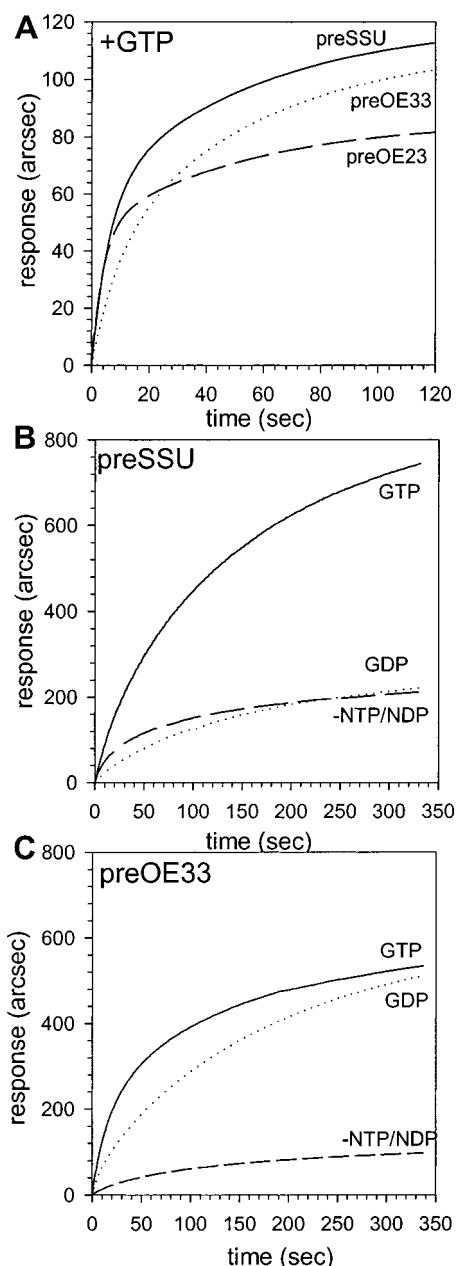 A
+GTP
120
100
80
60
40
20
0
response (arcsec)
preSSU
preOE33
preOE23
0 20 40 60 80 100 120
time (sec)
B
preSSU
800
600
400
200
0
response (arcsec)
GTP
GDP
-NTP/NDP
0 50 100 150 200 250 300 350
time (sec)
C
preOE33
800
600
400
200
0
response (arcsec)
GTP
GDP
-NTP/NDP
0 50 100 150 200 250 300 350
time (sec)